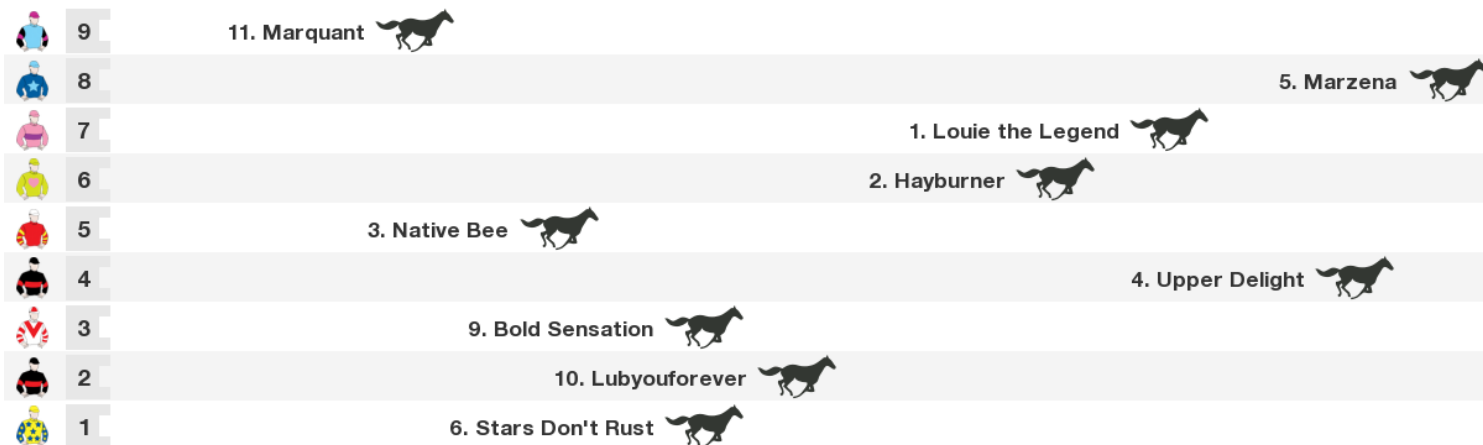 9 11. Marquant
8 5. Marzena
7 1. Louie the Legend
6 2. Hayburner
5 3. Native Bee
4 4. Upper Delight
3 9. Bold Sensation
2 10. Lubyouforever
1 6. Stars Don't Rust